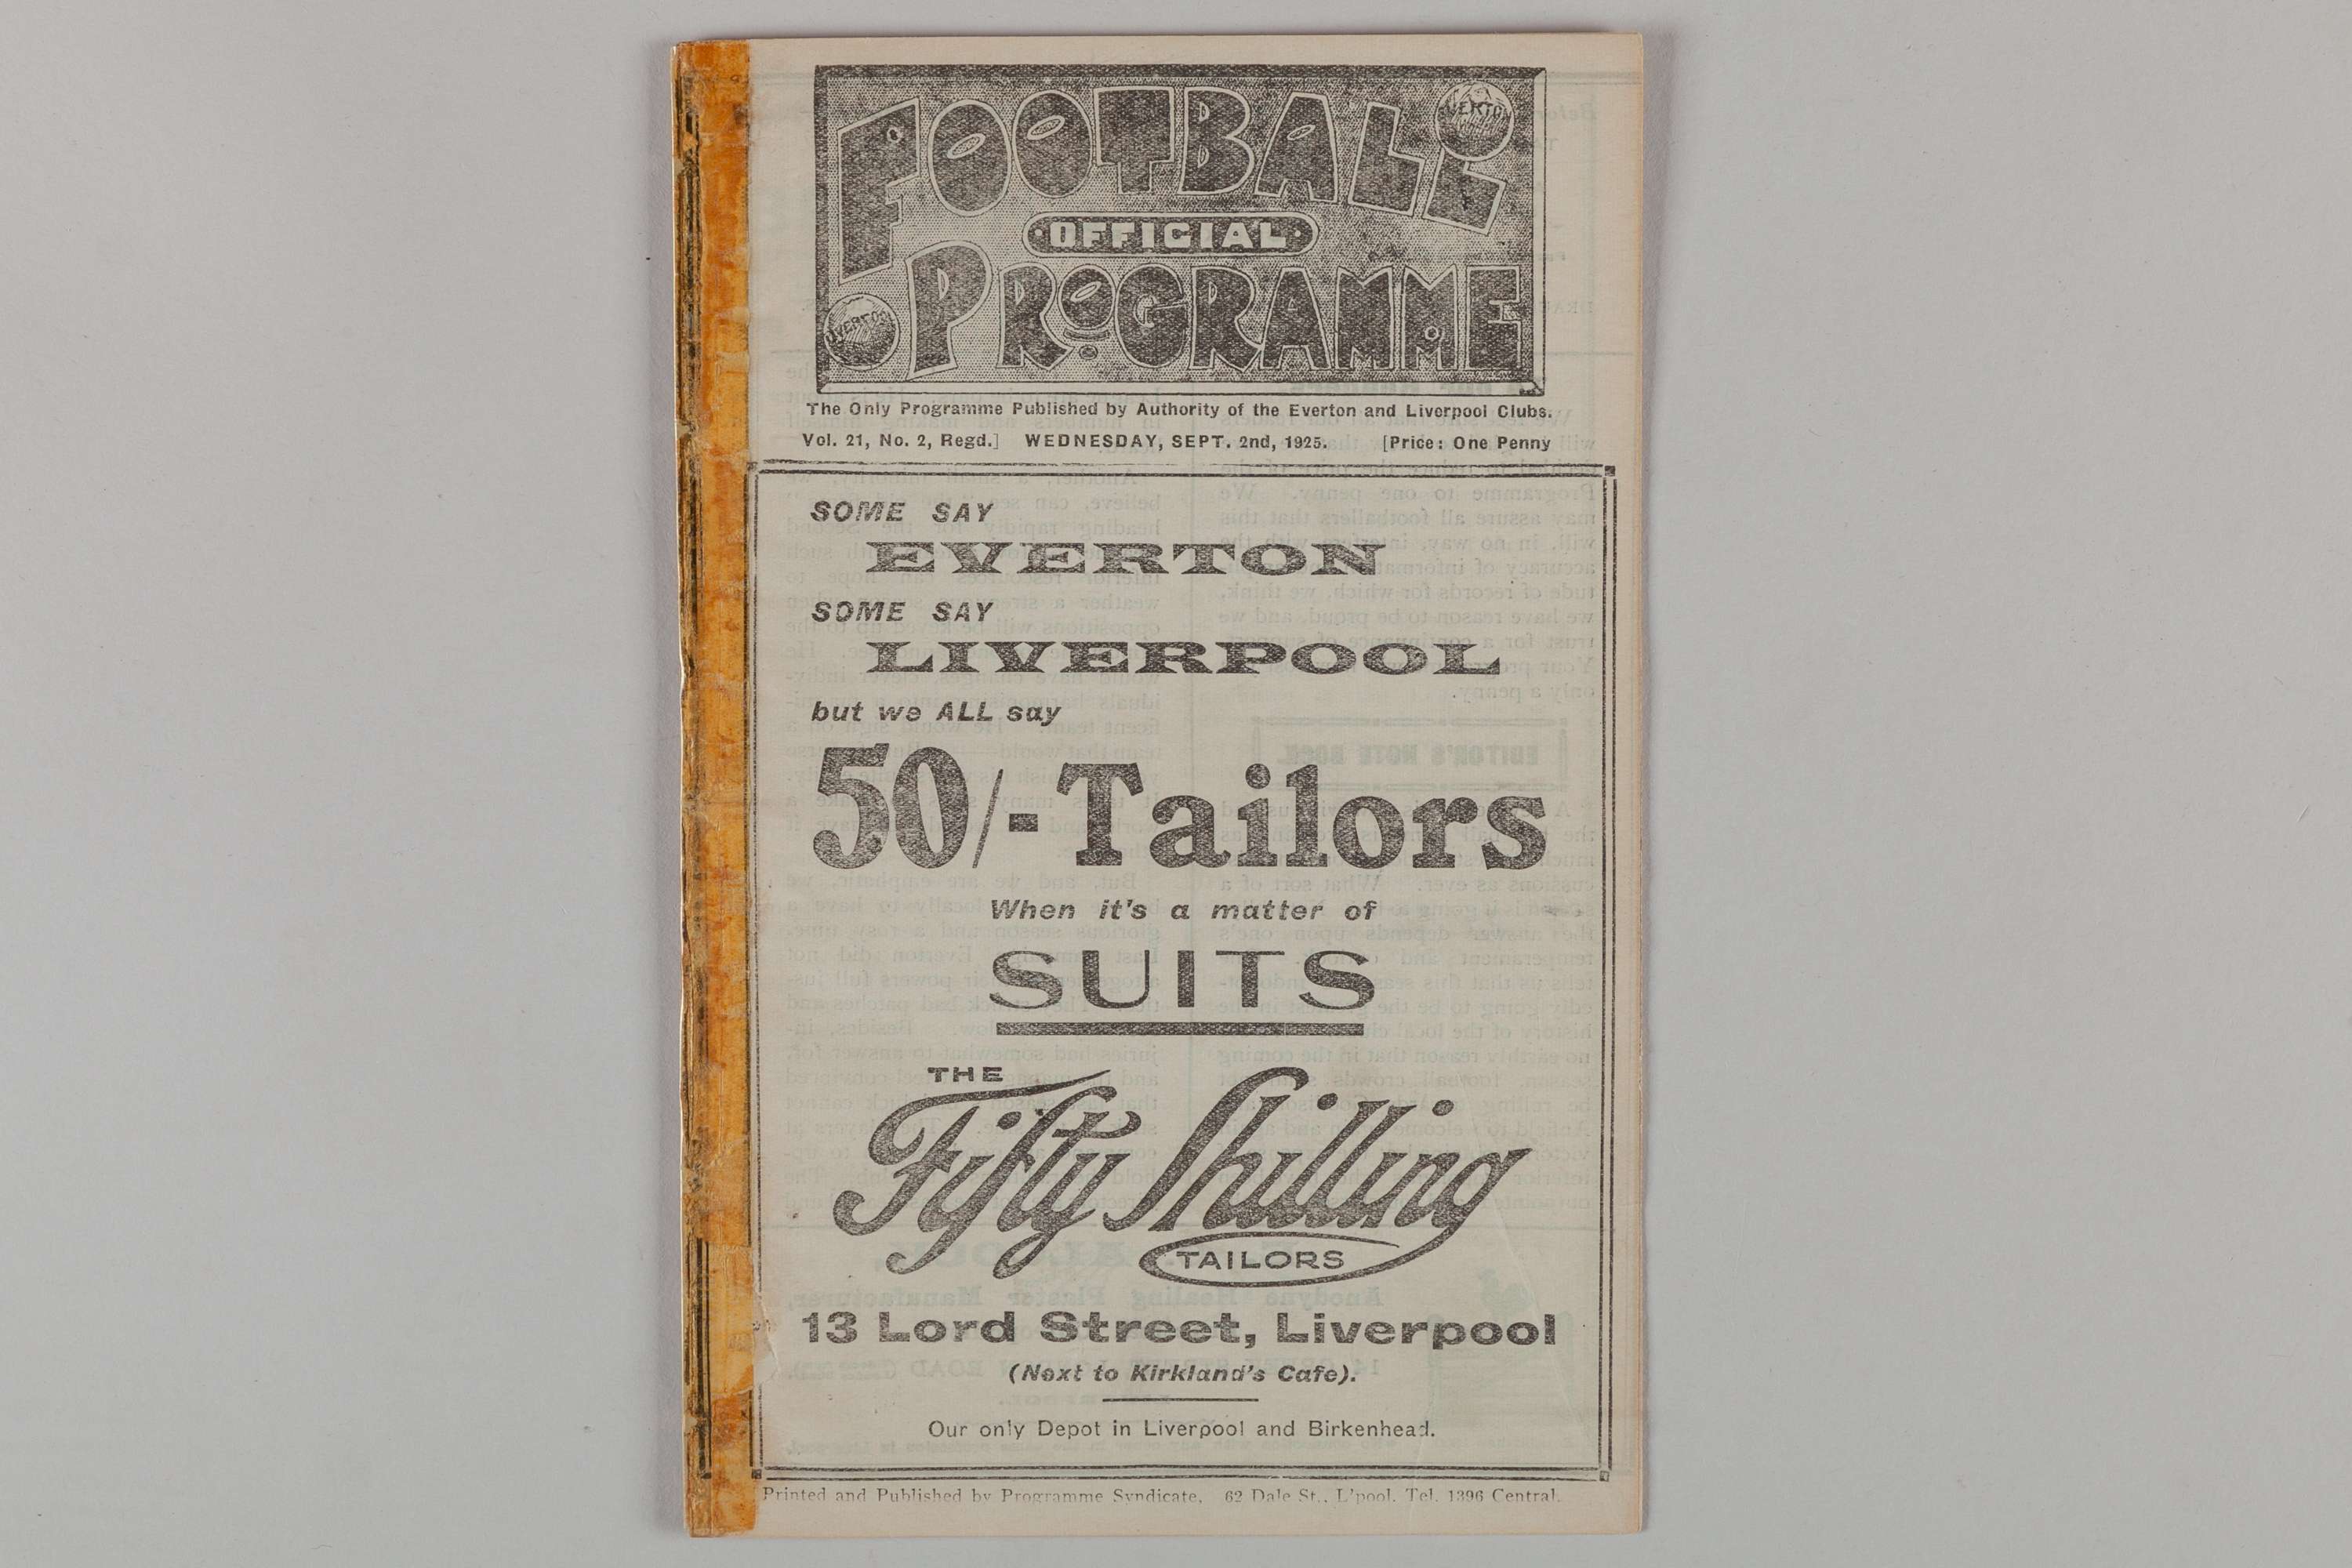 FOOTBALL
EVERTON
OFFICIAL
PROGRAMME
The Only Programme Published by Authority of the Everton and Liverpool Clubs.
Vol. 21, No. 2, Regd.] WEDNESDAY, SEPT. 2nd, 1925. [Price: One Penny
SOME SAY
EVERTON
SOME SAY
LIVERPOOL
but we ALL say
50/- Tailors
When it's a matter of
SUITS
THE
Fifty Shilling
TAILORS
13 Lord Street, Liverpool
(Next to Kirkland's Cafe).
Our only Depot in Liverpool and Birkenhead.
Printed and Published by Programme Syndicate, 62 Dale St., L'pool. Tel. 1396 Central.